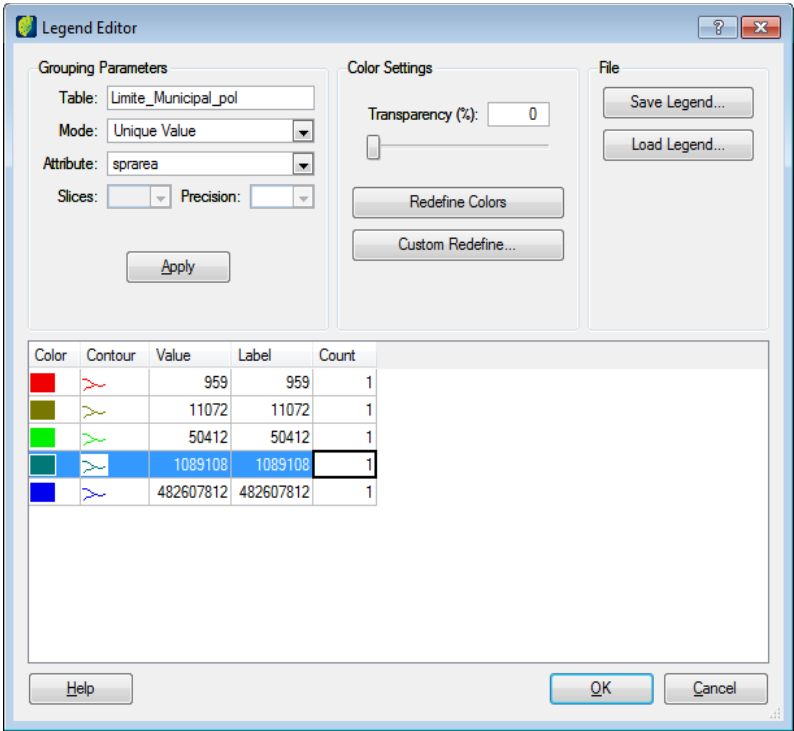 Legend Editor
Grouping Parameters
Table: Limite_Municipal_pol
Mode: Unique Value
Attribute: sprarea
Slices: Precision:
Apply
Color Settings
Transparency (%): 0
Redefine Colors
Custom Redefine...
File
Save Legend...
Load Legend...
Color Contour Value Label Count
959 959 1
11072 11072 1
50412 50412 1
1089108 1089108 1
482607812 482607812 1
Help OK Cancel